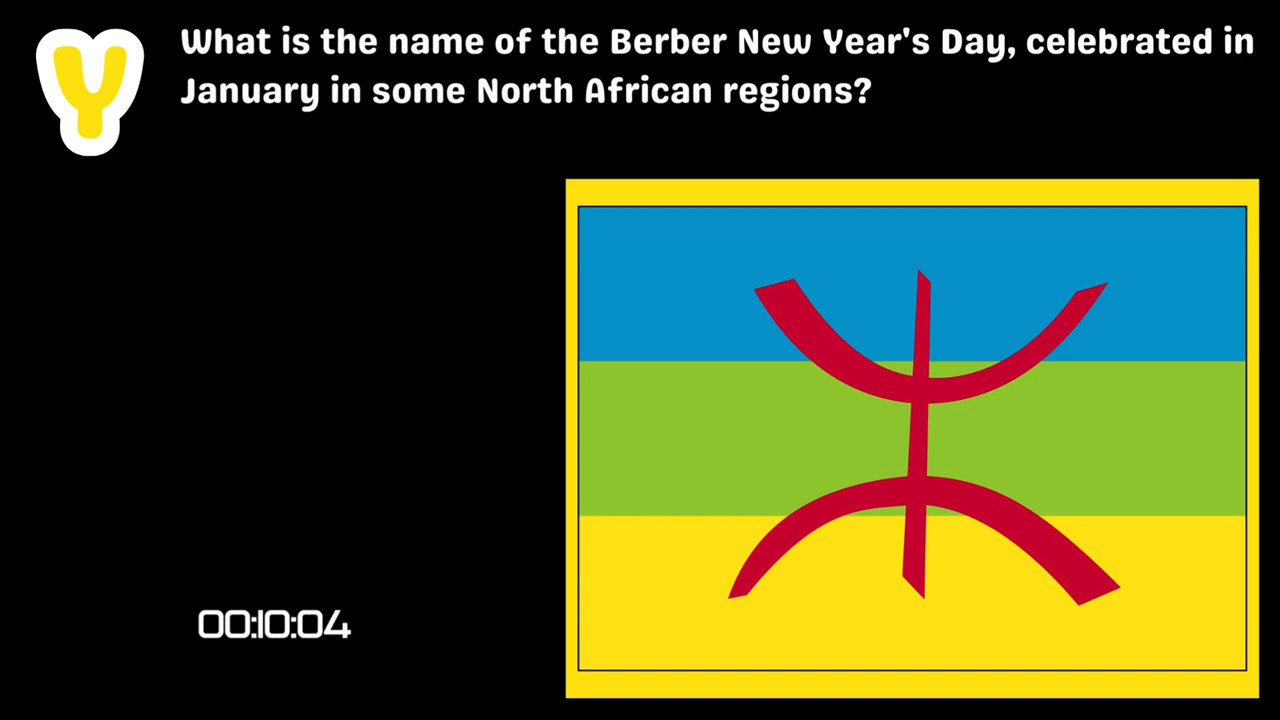 Y
What is the name of the Berber New Year's Day, celebrated in
January in some North African regions?
00:10:04